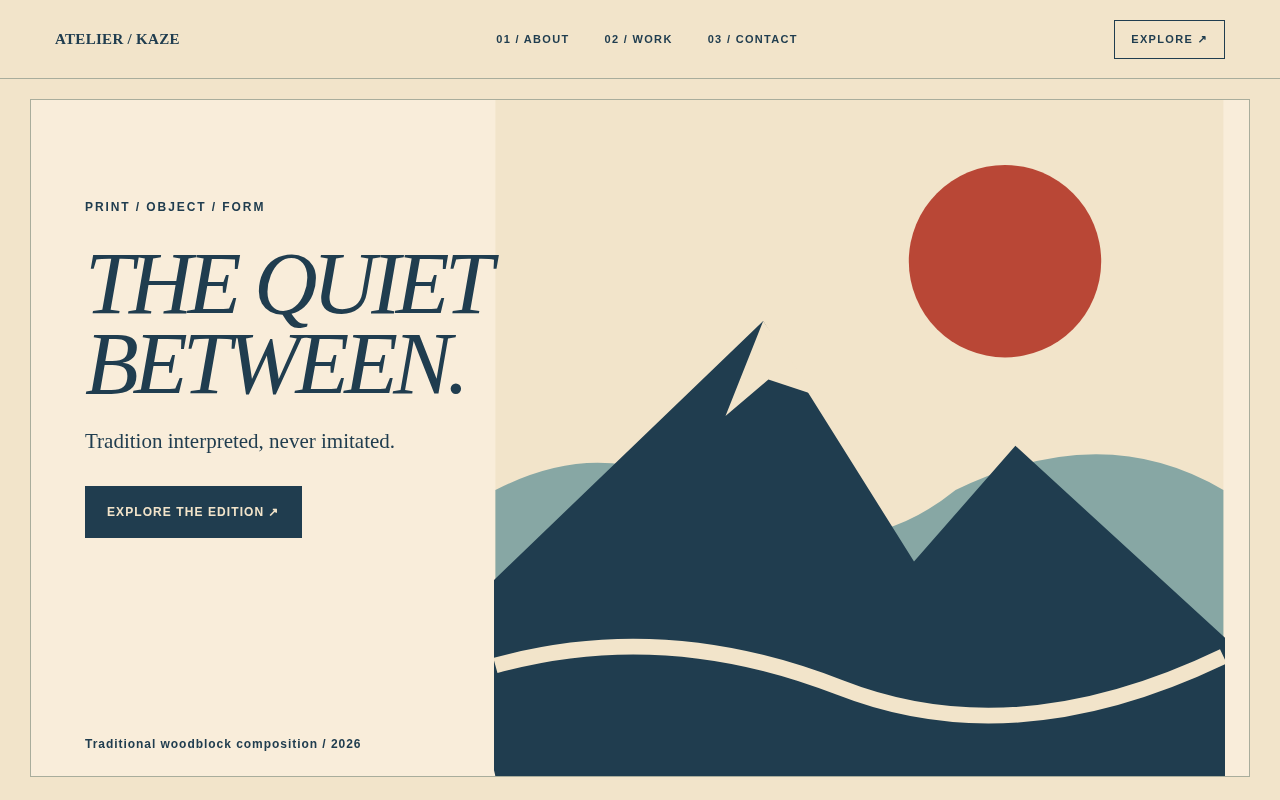 ATELIER / KAZE
01 / ABOUT
02 / WORK
03 / CONTACT
EXPLORE ↗
PRINT / OBJECT / FORM
THE QUIET
BETWEEN.
Tradition interpreted, never imitated.
EXPLORE THE EDITION ↗
Traditional woodblock composition / 2026